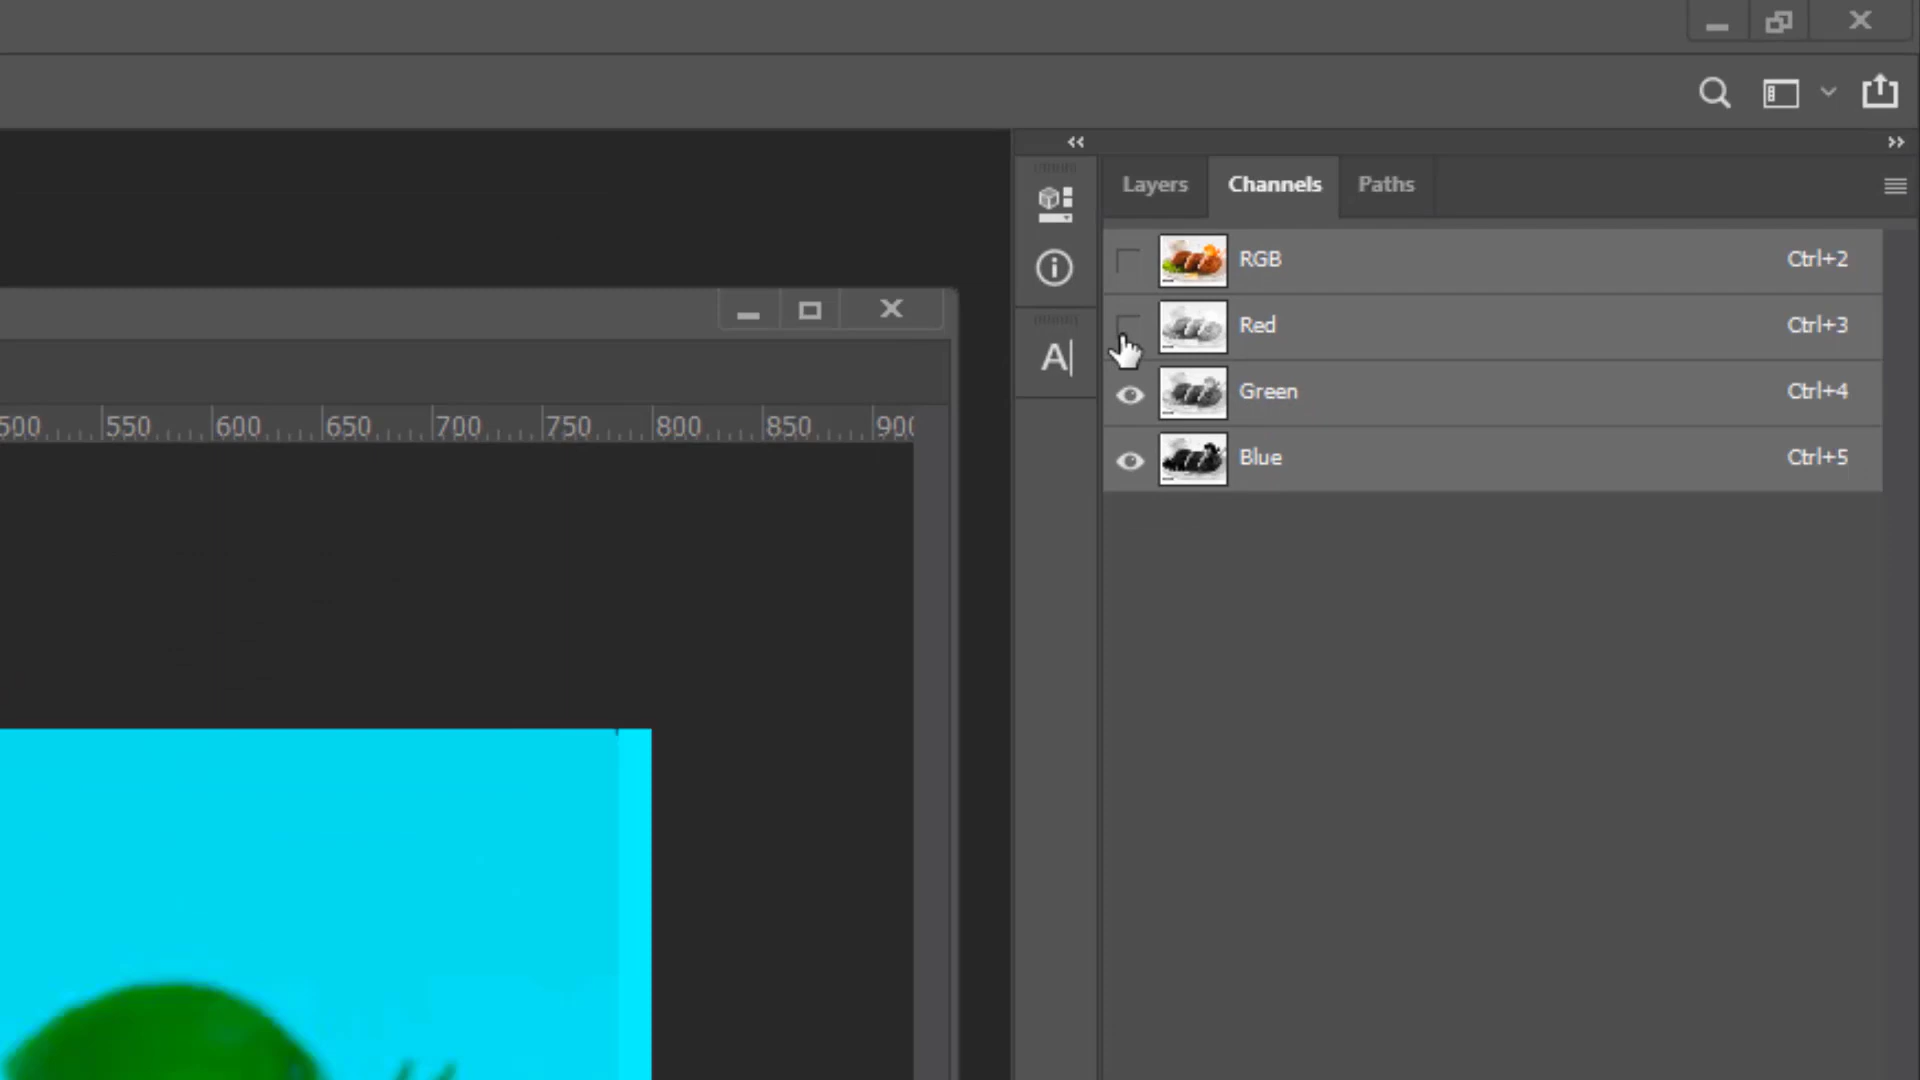 Layers Channels Paths
RGB Ctrl+2
Red Ctrl+3
A
Green Ctrl+4
500 550 600 650 700 750 800 850 900
Blue Ctrl+5